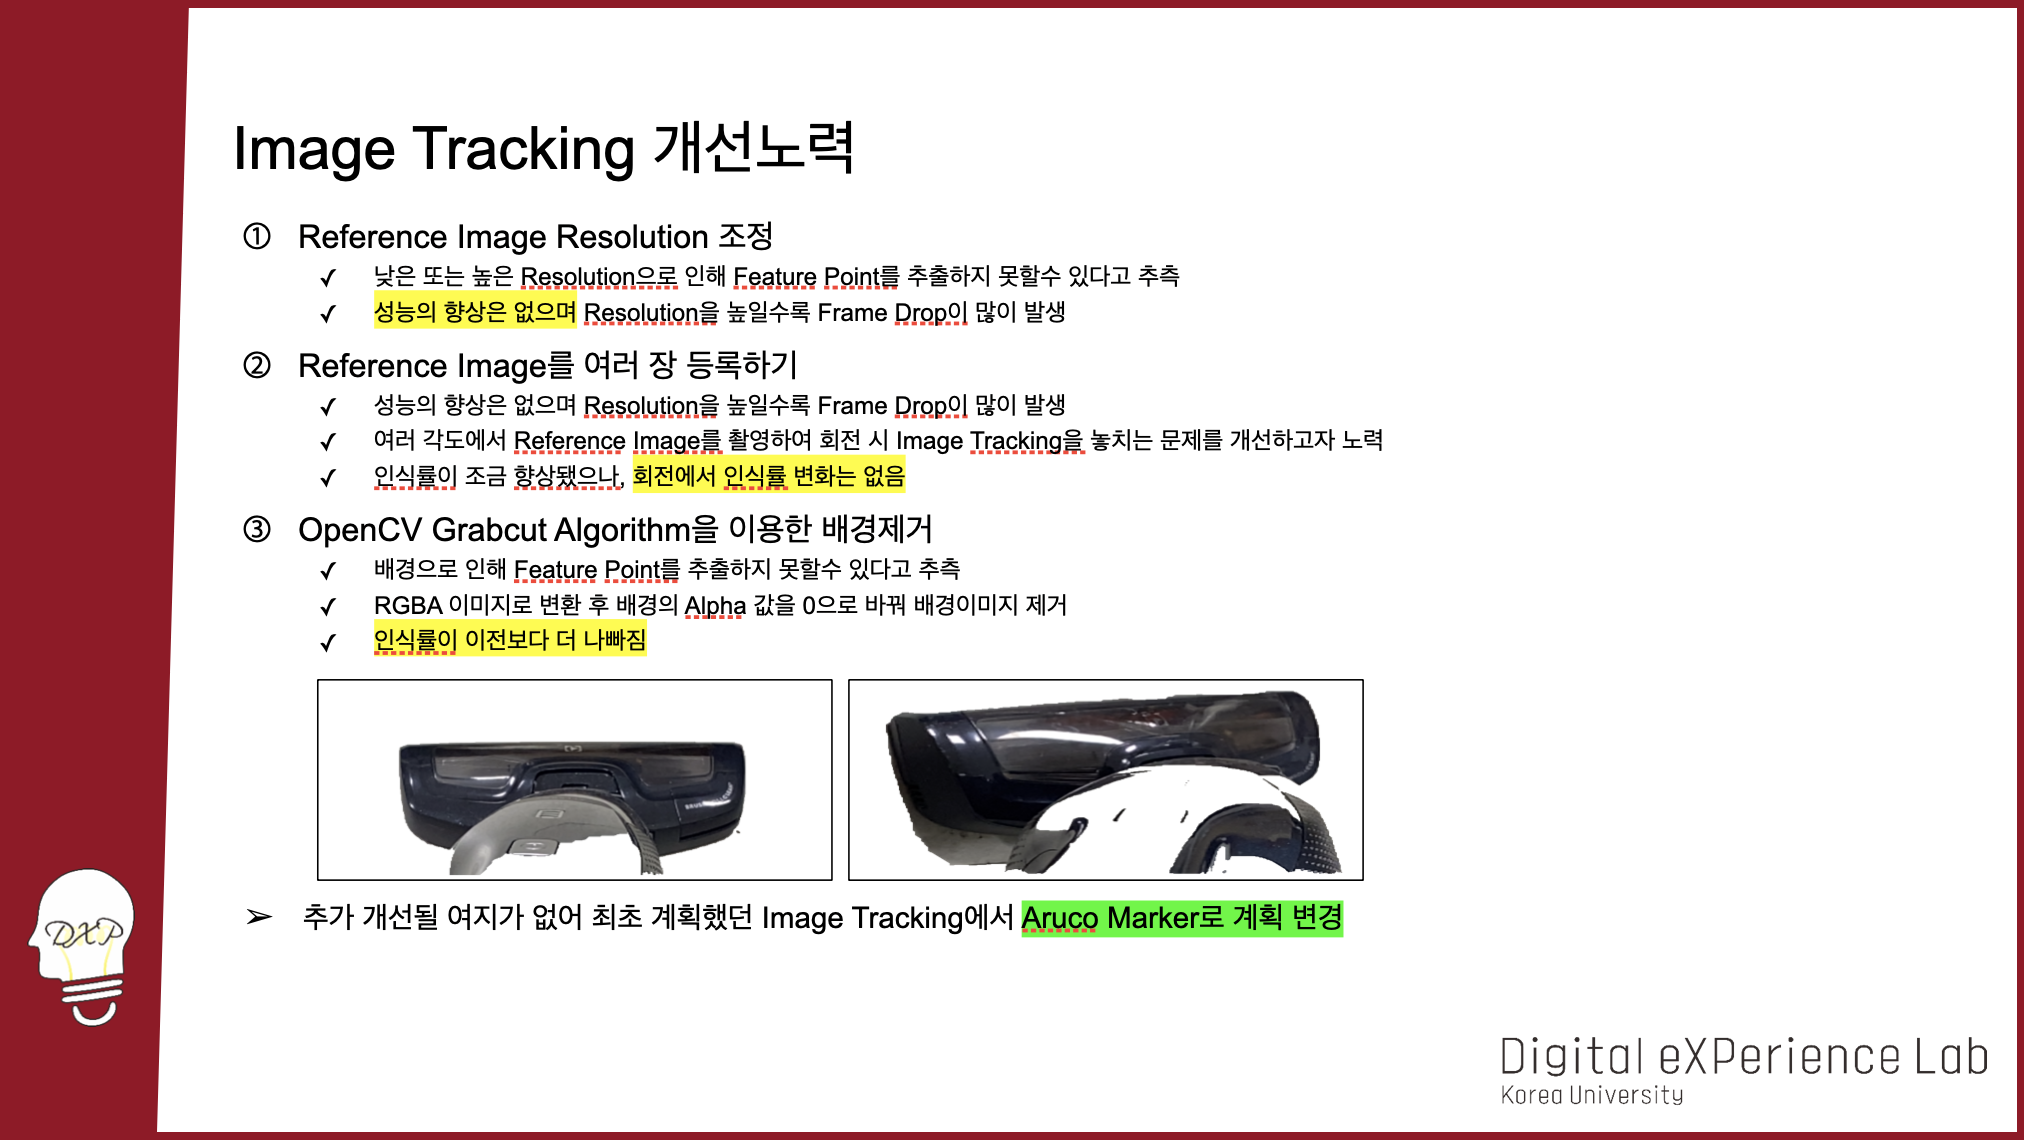 Image Tracking 개선노력
① Reference Image Resolution 조정
✓ 낮은 또는 높은 Resolution으로 인해 Feature Point를 추출하지 못할수 있다고 추측
✓ 성능의 향상은 없으며 Resolution을 높일수록 Frame Drop이 많이 발생
② Reference Image를 여러 장 등록하기
✓ 성능의 향상은 없으며 Resolution을 높일수록 Frame Drop이 많이 발생
✓ 여러 각도에서 Reference Image를 촬영하여 회전 시 Image Tracking을 놓치는 문제를 개선하고자 노력
✓ 인식률이 조금 향상됐으나, 회전에서 인식률 변화는 없음
③ OpenCV Grabcut Algorithm을 이용한 배경제거
✓ 배경으로 인해 Feature Point를 추출하지 못할수 있다고 추측
✓ RGBA 이미지로 변환 후 배경의 Alpha 값을 0으로 바꿔 배경이미지 제거
✓ 인식률이 이전보다 더 나빠짐
➢ 추가 개선될 여지가 없어 최초 계획했던 Image Tracking에서 Aruco Marker로 계획 변경
DXP
Digital eXPerience Lab
Korea University